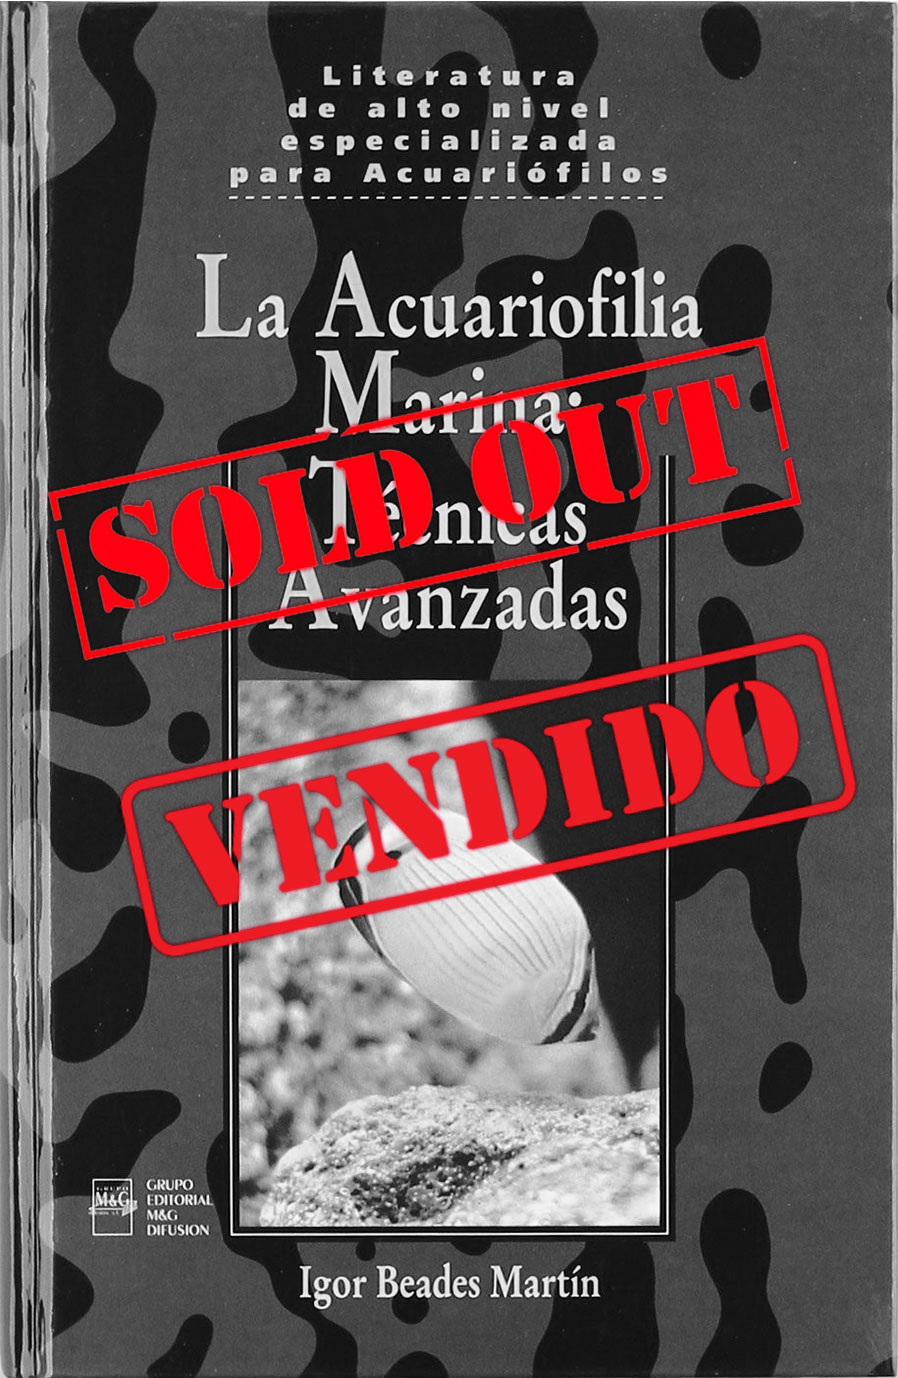 Literatura
de alto nivel
especializada
para Acuariófilos
La Acuariofilia
Marina:
Técnicas
Avanzadas
SOLD OUT
VENDIDO
GRUPO
M&G
GRUPO
EDITORIAL
M&G
DIFUSION
Igor Beades Martín